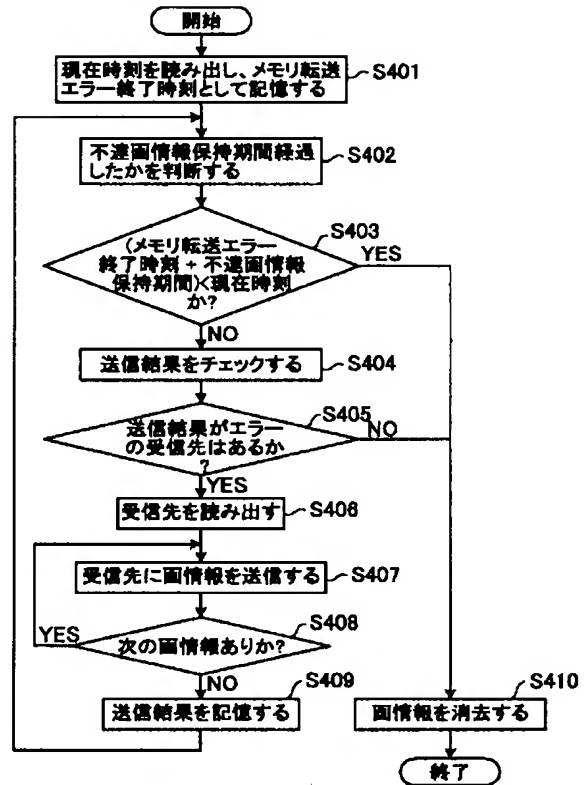 開始
現在時刻を読み出し、メモリ転送
エラー終了時刻として記憶する
S401
不達画情報保持期間経過
したかを判断する
S402
S403
(メモリ転送エラー
終了時刻 + 不達画情報
保持期間)<現在時刻
か?
YES
NO
送信結果をチェックする
S404
S405
送信結果がエラー
の受信先はあるか
?
NO
YES
受信先を読み出す
S406
受信先に画情報を送信する
S407
S408
次の画情報ありか?
YES
NO
S409
送信結果を記憶する
S410
画情報を消去する
終了